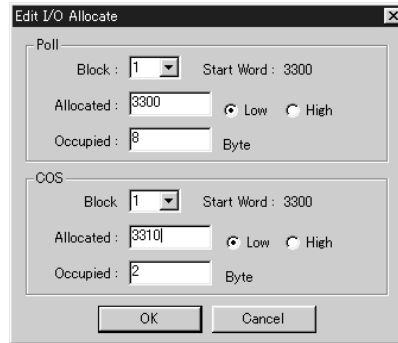 Edit I/O Allocate
Poll
Block : 1 Start Word : 3300
Allocated : 3300 Low High
Occupied : 8 Byte
COS
Block 1 Start Word : 3300
Allocated : 3310 Low High
Occupied : 2 Byte
OK Cancel